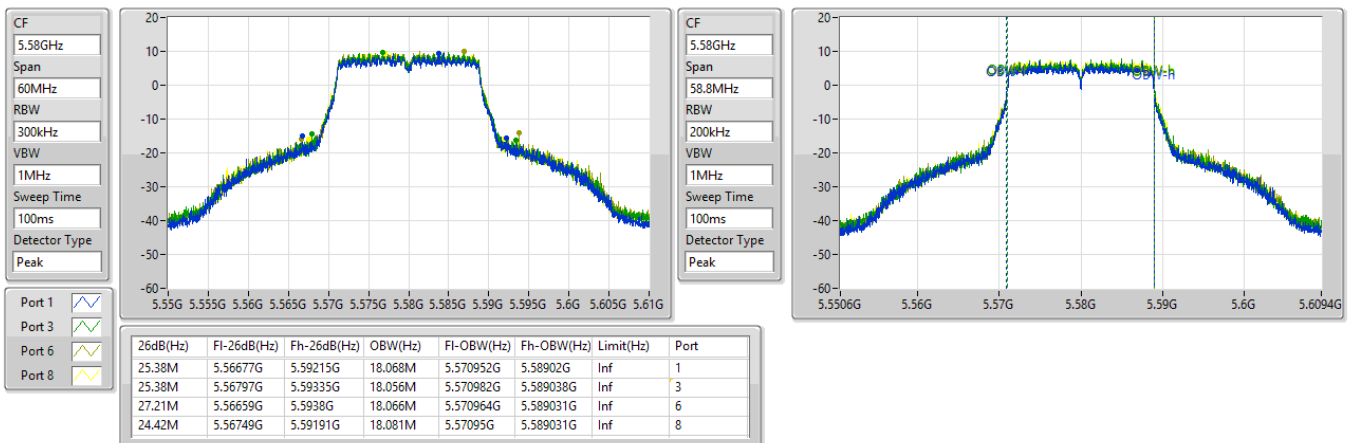 CF
5.58GHz
Span
60MHz
RBW
300kHz
VBW
1MHz
Sweep Time
100ms
Detector Type
Peak
20
10
0
-10
-20
-30
-40
-50
-60
5.55G 5.555G 5.56G 5.565G 5.57G 5.575G 5.58G 5.585G 5.59G 5.595G 5.6G 5.605G 5.61G
CF
5.58GHz
Span
58.8MHz
RBW
200kHz
VBW
1MHz
Sweep Time
100ms
Detector Type
Peak
20
10
0
-10
-20
-30
-40
-50
-60
OBW-h
5.5506G 5.56G 5.57G 5.58G 5.59G 5.6G 5.6094G
Port 1
Port 3
Port 6
Port 8
26dB(Hz) Fl-26dB(Hz) Fh-26dB(Hz) OBW(Hz) Fl-OBW(Hz) Fh-OBW(Hz) Limit(Hz) Port
25.38M 5.56677G 5.59215G 18.068M 5.570952G 5.58902G Inf 1
25.38M 5.56797G 5.59335G 18.056M 5.570982G 5.589038G Inf 3
27.21M 5.56659G 5.5938G 18.066M 5.570964G 5.589031G Inf 6
24.42M 5.56749G 5.59191G 18.081M 5.57095G 5.589031G Inf 8